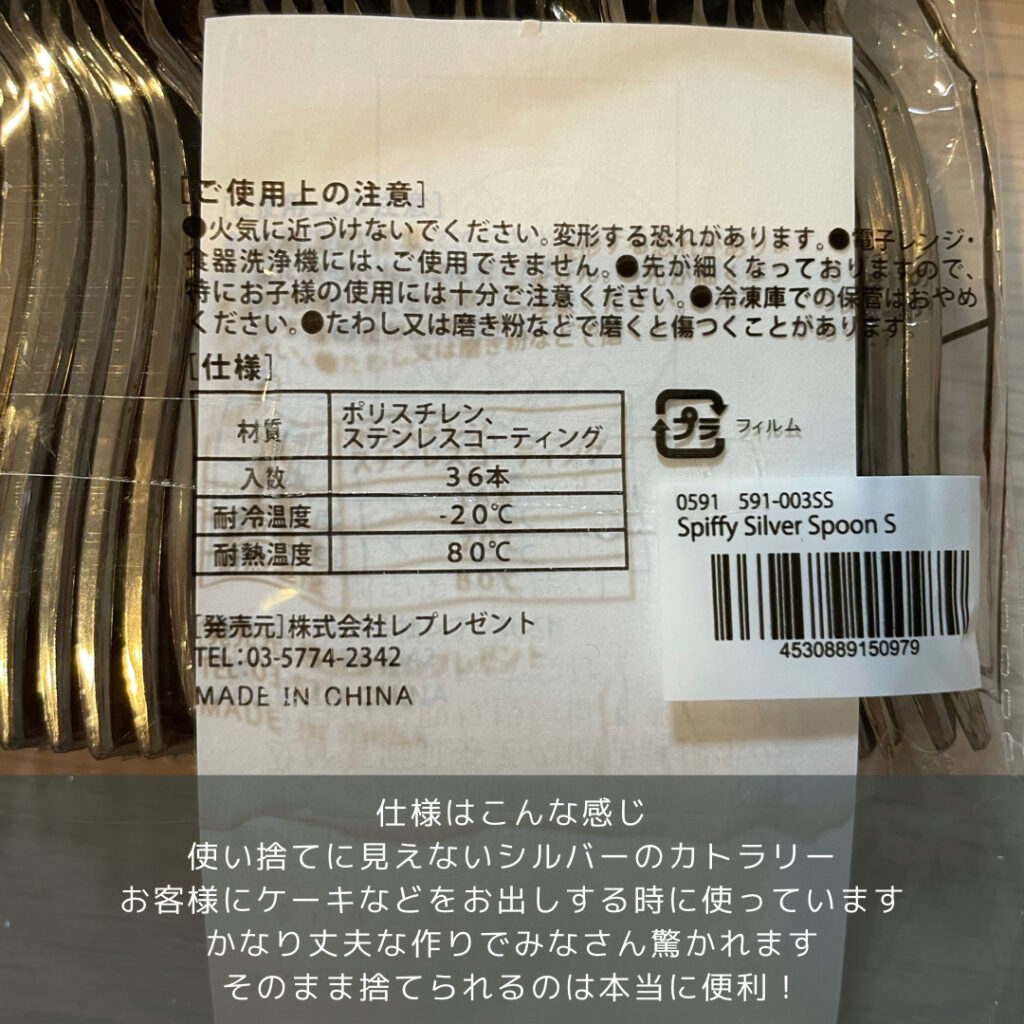 [ご使用上の注意]
●火気に近づけないでください。変形する恐れがあります。●電子レンジ・
食器洗浄機には、ご使用できません。●先が細くなっておりますので、
特にお子様の使用には十分ご注意ください。●冷凍庫での保管はおやめ
ください。●たわし又は磨き粉などで磨くと傷つくことがあります。
[仕様]
材質 ポリスチレン、
ステンレスコーティング
入数 36本
耐冷温度 -20℃
耐熱温度 80℃
プラ フィルム
0591 591-003SS
Spiffy Silver Spoon S
4530889150979
[発売元]株式会社レプレゼント
TEL:03-5774-2342
MADE IN CHINA
仕様はこんな感じ
使い捨てに見えないシルバーのカトラリー
お客様にケーキなどをお出しする時に使っています
かなり丈夫な作りでみなさん驚かれます
そのまま捨てられるのは本当に便利！